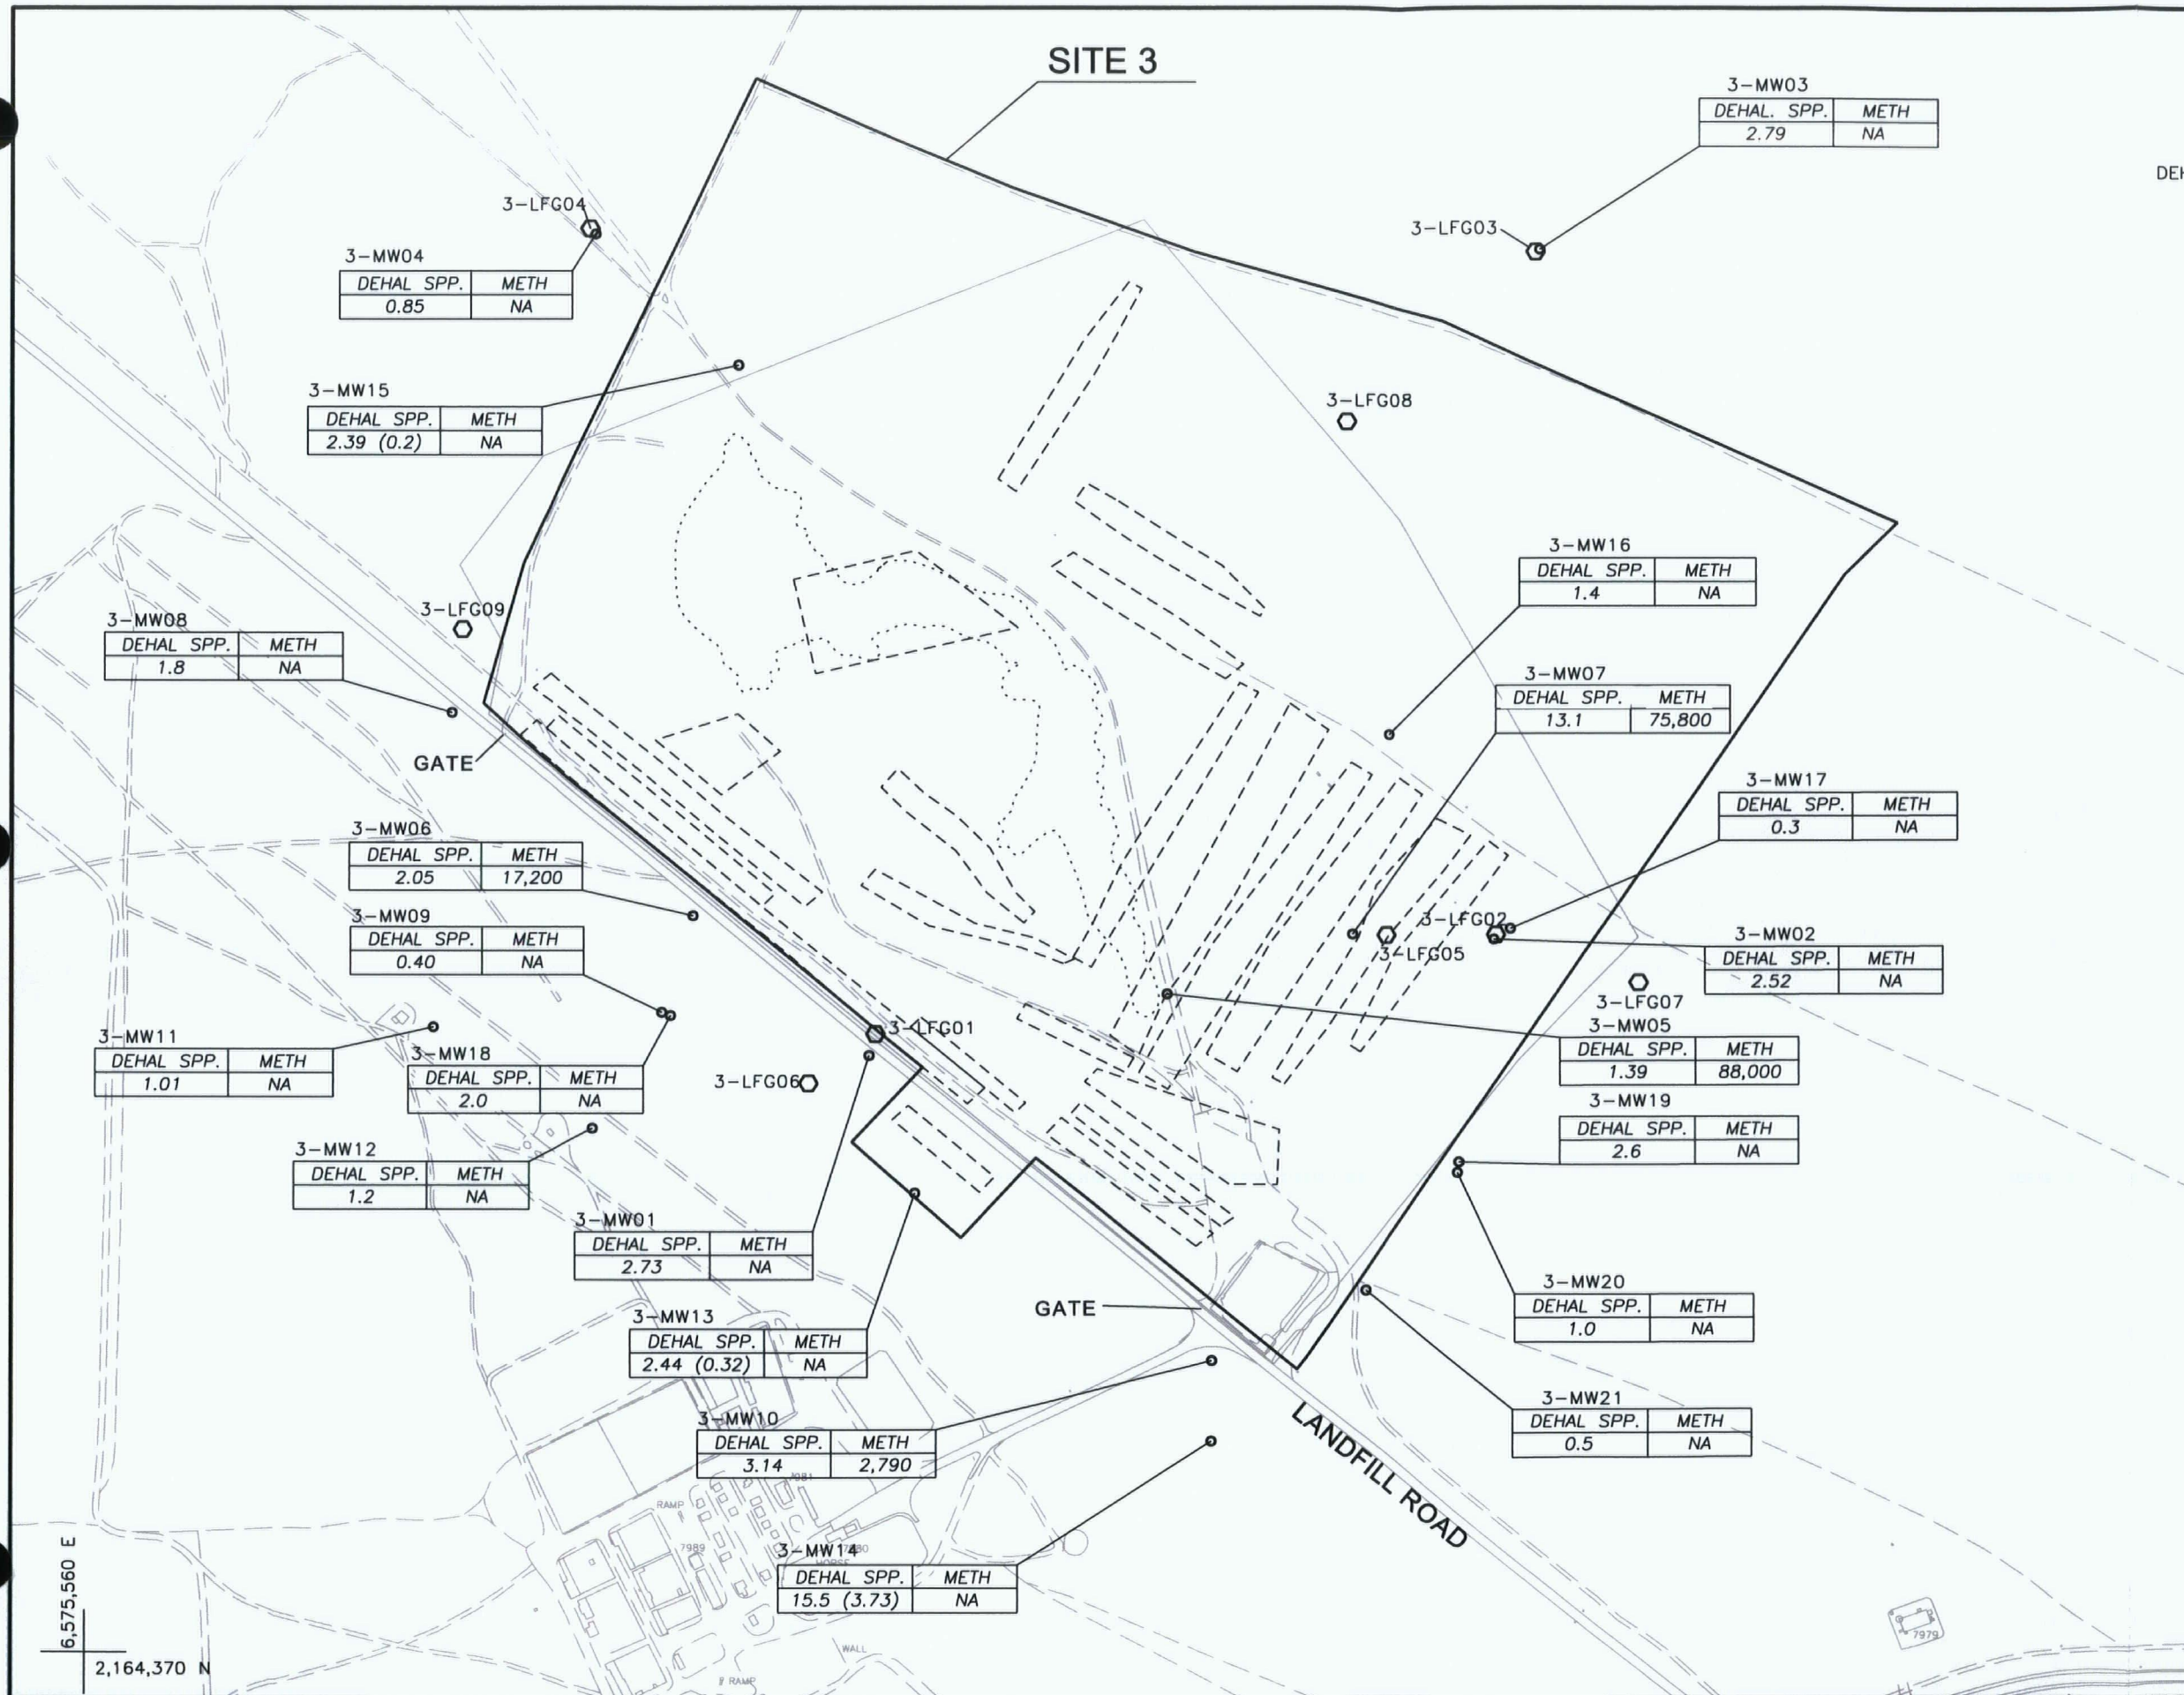 SITE 3
3-MW03
DEHAL. SPP. METH
2.79 NA
DEH
3-LFG04
3-LFG03
3-MW04
DEHAL SPP. METH
0.85 NA
3-MW15
DEHAL SPP. METH
2.39 (0.2) NA
3-LFG08
3-MW16
DEHAL SPP. METH
1.4 NA
3-LFG09
3-MW08
DEHAL SPP. METH
1.8 NA
3-MW07
DEHAL SPP. METH
13.1 75,800
GATE
3-MW17
DEHAL SPP. METH
0.3 NA
3-MW06
DEHAL SPP. METH
2.05 17,200
3-MW09
DEHAL SPP. METH
0.40 NA
3-LFG02
3-LFG05
3-MW02
DEHAL SPP. METH
2.52 NA
3-LFG07
3-MW05
DEHAL SPP. METH
1.39 88,000
3-LFG01
3-MW11
DEHAL SPP. METH
1.01 NA
3-MW18
DEHAL SPP. METH
2.0 NA
3-LFG06
3-MW19
DEHAL SPP. METH
2.6 NA
3-MW12
DEHAL SPP. METH
1.2 NA
3-MW01
DEHAL SPP. METH
2.73 NA
3-MW20
DEHAL SPP. METH
1.0 NA
GATE
3-MW13
DEHAL SPP. METH
2.44 (0.32) NA
3-MW21
DEHAL SPP. METH
0.5 NA
3-MW10
DEHAL SPP. METH
3.14 2,790
LANDFILL ROAD
RAMP
7989
3-MW14
DEHAL SPP. METH
15.5 (3.73) NA
HORSE
6,575,560 E
2,164,370 N
WALL
RAMP
7979